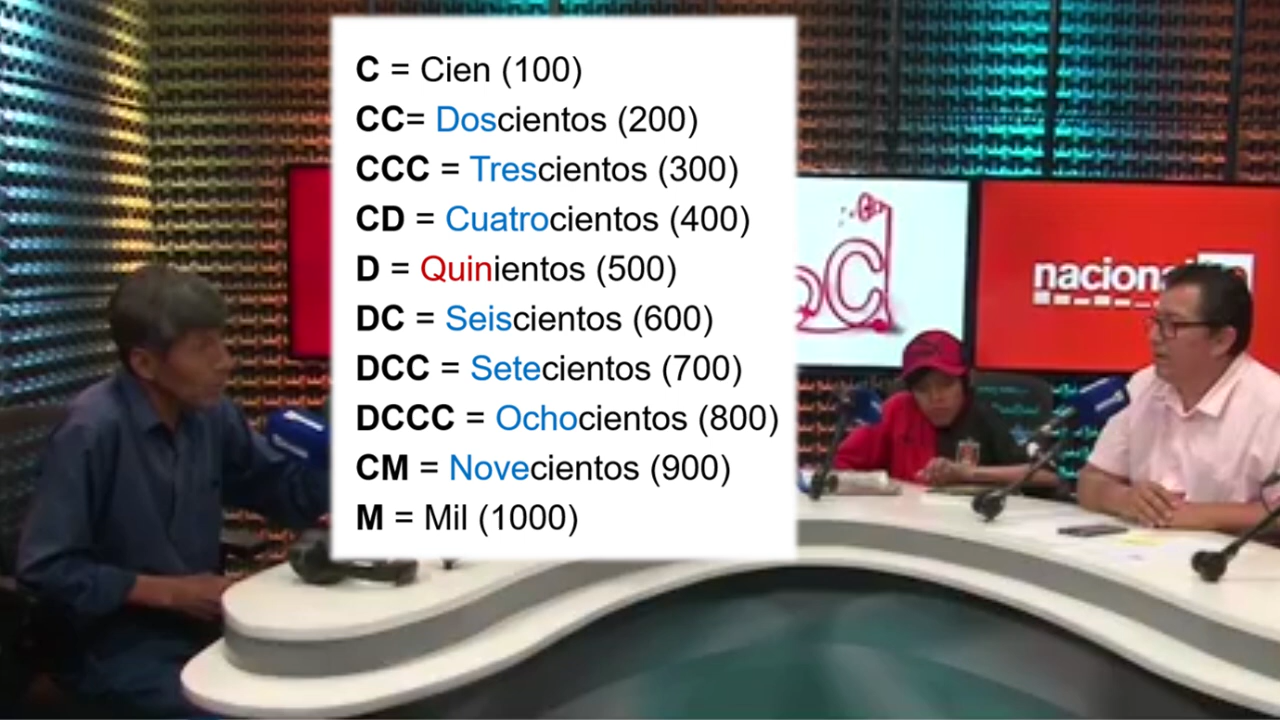 C = Cien (100)
CC= Doscientos (200)
CCC = Trescientos (300)
CD = Cuatrocientos (400)
D = Quinientos (500)
DC = Seiscientos (600)
DCC = Setecientos (700)
DCCC = Ochocientos (800)
CM = Novecientos (900)
M = Mil (1000)